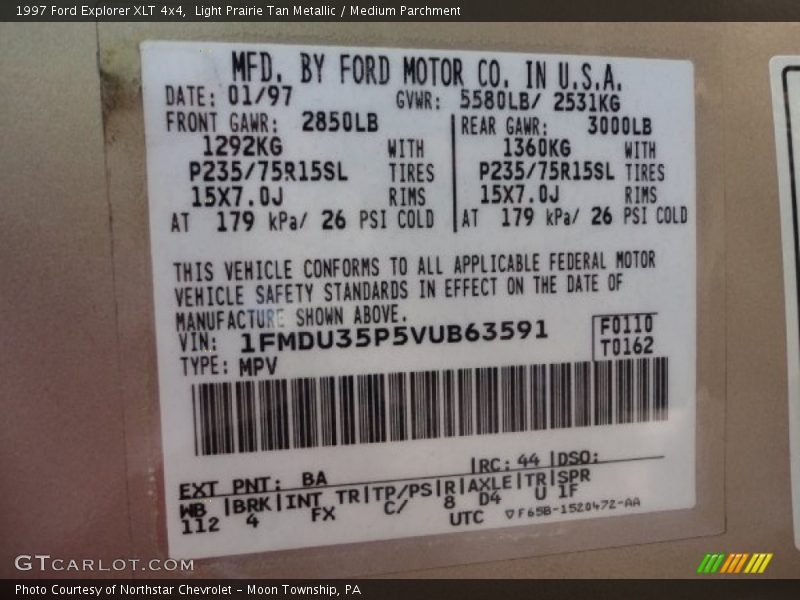 1997 Ford Explorer XLT 4x4, Light Prairie Tan Metallic / Medium Parchment
MFD. BY FORD MOTOR CO. IN U.S.A.
DATE: 01/97 GVWR: 5580LB/ 2531KG
FRONT GAWR: 2850LB REAR GAWR: 3000LB
1292KG WITH 1360KG WITH
P235/75R15SL TIRES P235/75R15SL TIRES
15X7.0J RIMS 15X7.0J RIMS
AT 179 kPa/ 26 PSI COLD AT 179 kPa/ 26 PSI COLD
THIS VEHICLE CONFORMS TO ALL APPLICABLE FEDERAL MOTOR
VEHICLE SAFETY STANDARDS IN EFFECT ON THE DATE OF
MANUFACTURE SHOWN ABOVE.
VIN: 1FMDU35P5VUB63591 F0110
TYPE: MPV T0162
EXT PNT: BA RC: 44 DSO:
WB BRK INT TR TP/PS R AXLE TR SPR
112 4 FX C/ 8 D4 U 1F
UTC ▽F65B-1520472-AA
GTCARLOT.COM
Photo Courtesy of Northstar Chevrolet - Moon Township, PA